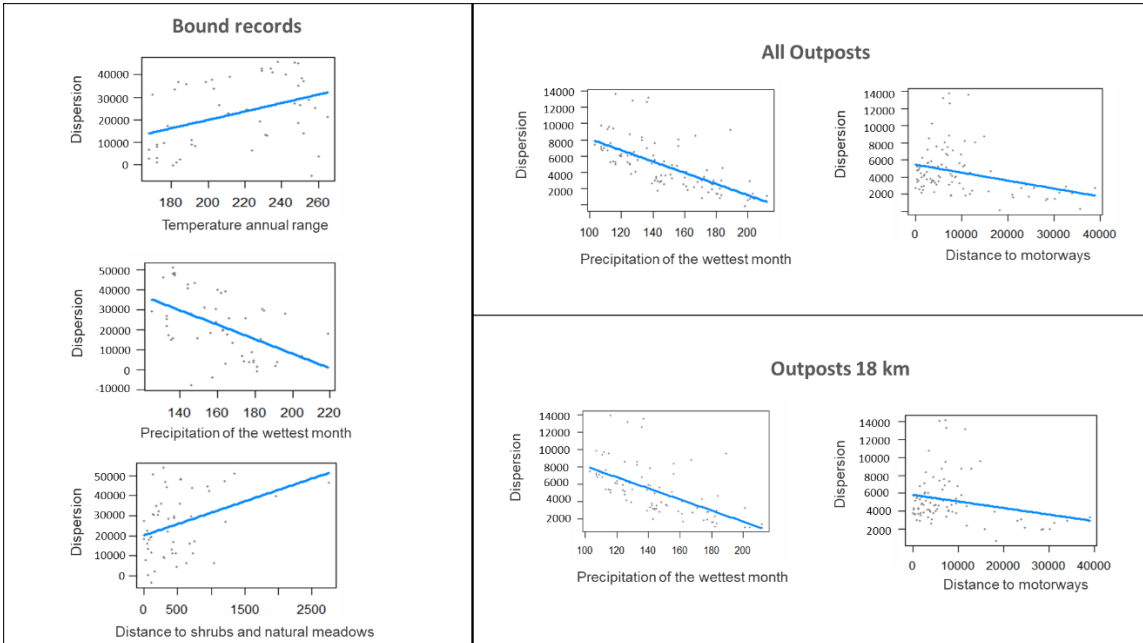 Bound records
Dispersion
40000
30000
20000
10000
0
180 200 220 240 260
Temperature annual range
Dispersion
50000
40000
30000
20000
10000
0
-10000
140 160 180 200 220
Precipitation of the wettest month
Dispersion
50000
40000
30000
20000
10000
0
0 500 1500 2500
Distance to shrubs and natural meadows
All Outposts
Dispersion
14000
12000
10000
8000
6000
4000
2000
100 120 140 160 180 200
Precipitation of the wettest month
Dispersion
14000
12000
10000
8000
6000
4000
2000
0
0 10000 20000 30000 40000
Distance to motorways
Outposts 18 km
Dispersion
14000
12000
10000
8000
6000
4000
2000
100 120 140 160 180 200
Precipitation of the wettest month
Dispersion
14000
12000
10000
8000
6000
4000
2000
0 10000 20000 30000 40000
Distance to motorways